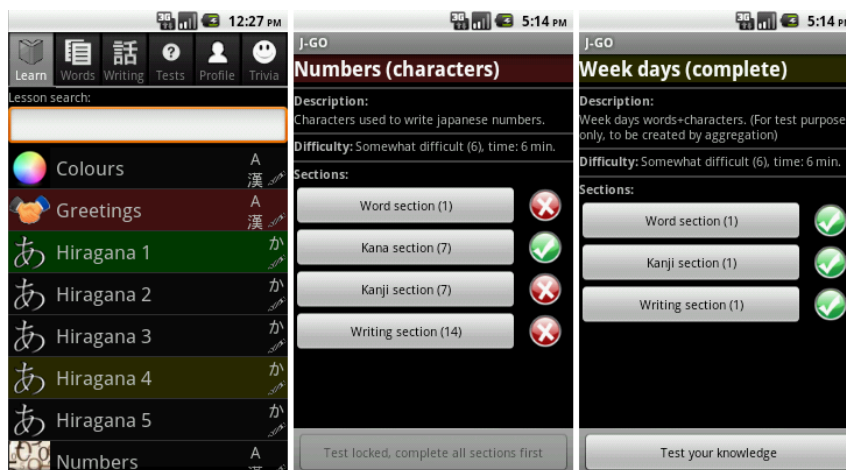 3G
12:27 PM
話
?
Learn
Words
Writing
Tests
Profile
Trivia
Lesson search:
Colours
A
漢
Greetings
A
漢
あ
Hiragana 1
か
あ
Hiragana 2
か
あ
Hiragana 3
か
あ
Hiragana 4
か
あ
Hiragana 5
か
Numbers
A
3G
5:14 PM
J-GO
Numbers (characters)
Description:
Characters used to write japanese numbers.
Difficulty: Somewhat difficult (6), time: 6 min.
Sections:
Word section (1)
Kana section (7)
Kanji section (7)
Writing section (14)
Test locked, complete all sections first
3G
5:14 P
J-GO
Week days (complete)
Description:
Week days words+characters. (For test purpose
only, to be created by aggregation)
Difficulty: Somewhat difficult (6), time: 6 min.
Sections:
Word section (1)
Kanji section (1)
Writing section (1)
Test your knowledge